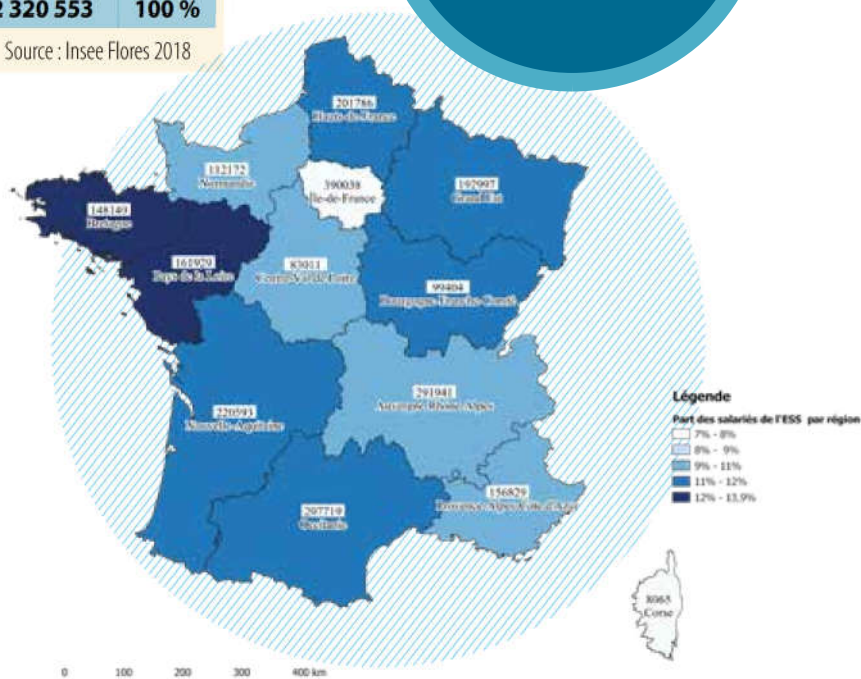 2 320 553 100 %
Source : Insee Flores 2018
201786
Hauts-de-France
112172
Normandie
390038
Ile-de-France
192997
Grand Est
148149
Bretagne
161929
Pays de la Loire
83011
Centre-Val de Loire
99404
Bourgogne-Franche-Comté
291941
Auvergne-Rhône-Alpes
220593
Nouvelle-Aquitaine
297719
Occitanie
156829
Provence-Alpes-Côte d'Azur
8065
Corse
Légende
Part des salariés de l'ESS par région
7% - 8%
8% - 9%
9% - 11%
11% - 12%
12% - 13,9%
0 100 200 300 400 km